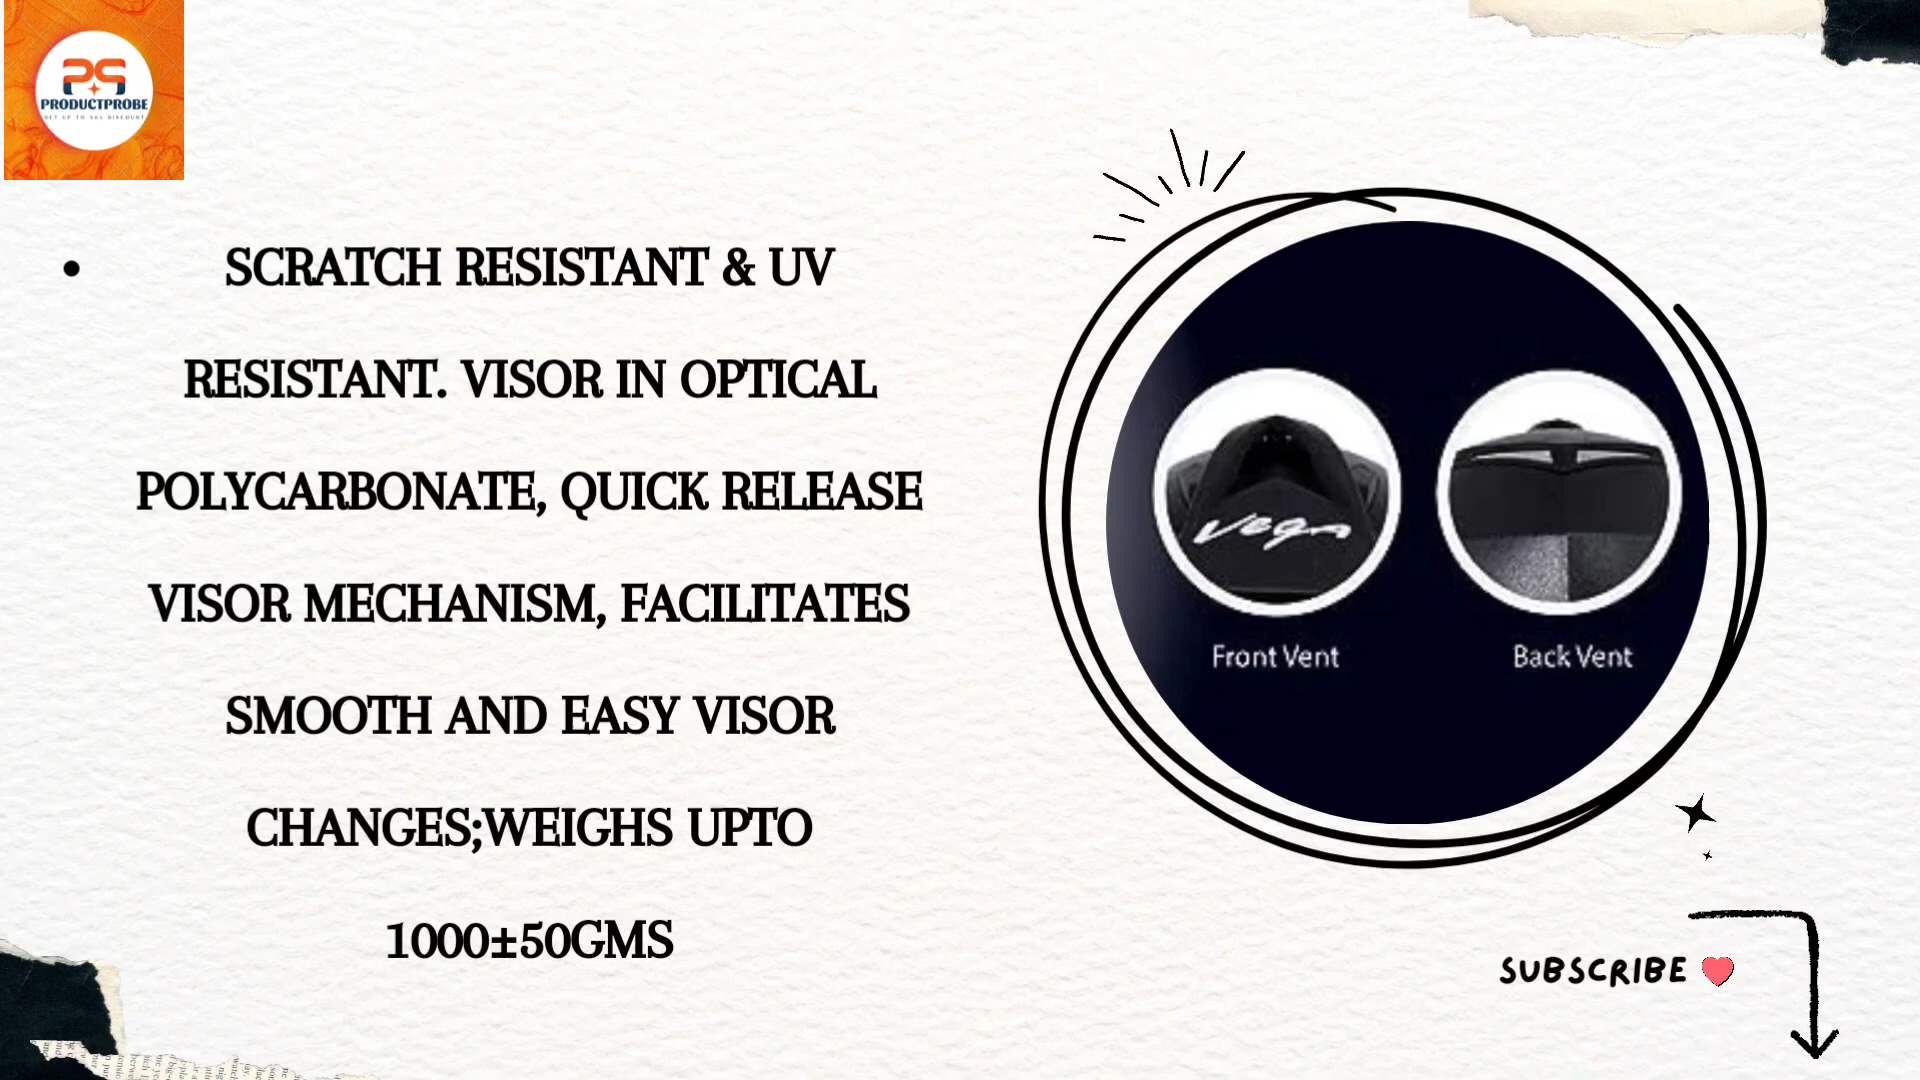 PRODUCTPROBE
SCRATCH RESISTANT & UV
• RESISTANT. VISOR IN OPTICAL
POLYCARBONATE, QUICK RELEASE
VISOR MECHANISM, FACILITATES
SMOOTH AND EASY VISOR
CHANGES;WEIGHS UPTO
1000±50GMS
Vega
Front Vent
Back Vent
SUBSCRIBE